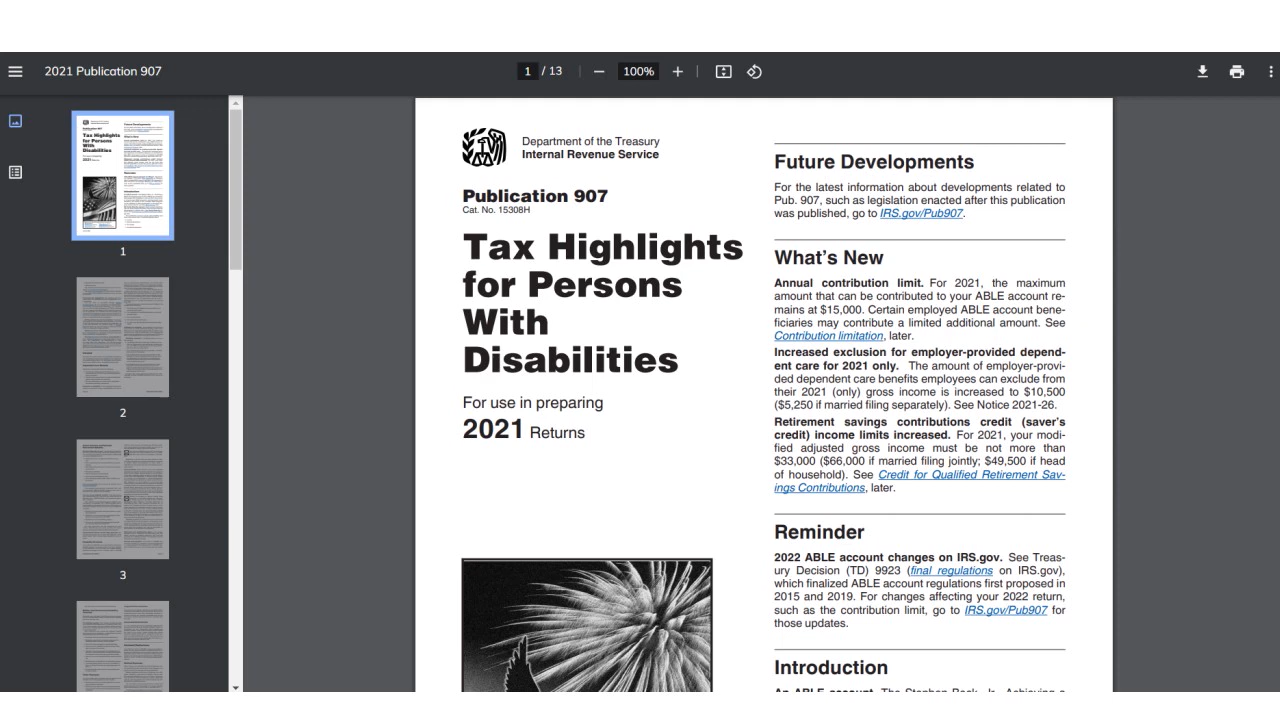 2021 Publication 907
1 / 13
100%
1
2
3
Department of the Treasury
Internal Revenue Service
Publication 907
Cat. No. 15308H
Tax Highlights
for Persons
With
Disabilities
For use in preparing
2021 Returns
Future Developments
For the latest information about developments related to
Pub. 907, such as legislation enacted after this publication
was published, go to IRS.gov/Pub907.
What's New
Annual contribution limit. For 2021, the maximum
amount that can be contributed to your ABLE account re-
mains at $15,000. Certain employed ABLE account bene-
ficiaries may contribute a limited additional amount. See
Contribution limitation, later.
Increased exclusion for employer-provided depend-
ent care for 2021 only. The amount of employer-provi-
ded dependent care benefits employees can exclude from
their 2021 (only) gross income is increased to $10,500
($5,250 if married filing separately). See Notice 2021-26.
Retirement savings contributions credit (saver's
credit) income limits increased. For 2021, your modi-
fied adjusted gross income must be not more than
$33,000 ($66,000 if married filing jointly; $49,500 if head
of household). See Credit for Qualified Retirement Sav-
ings Contributions, later.
Reminder
2022 ABLE account changes on IRS.gov. See Treas-
ury Decision (TD) 9923 (final regulations on IRS.gov),
which finalized ABLE account regulations first proposed in
2015 and 2019. For changes affecting your 2022 return,
such as the contribution limit, go to IRS.gov/Pub907 for
those updates.
Introduction
An ABLE account. The Stephen Beck, Jr., Achieving a